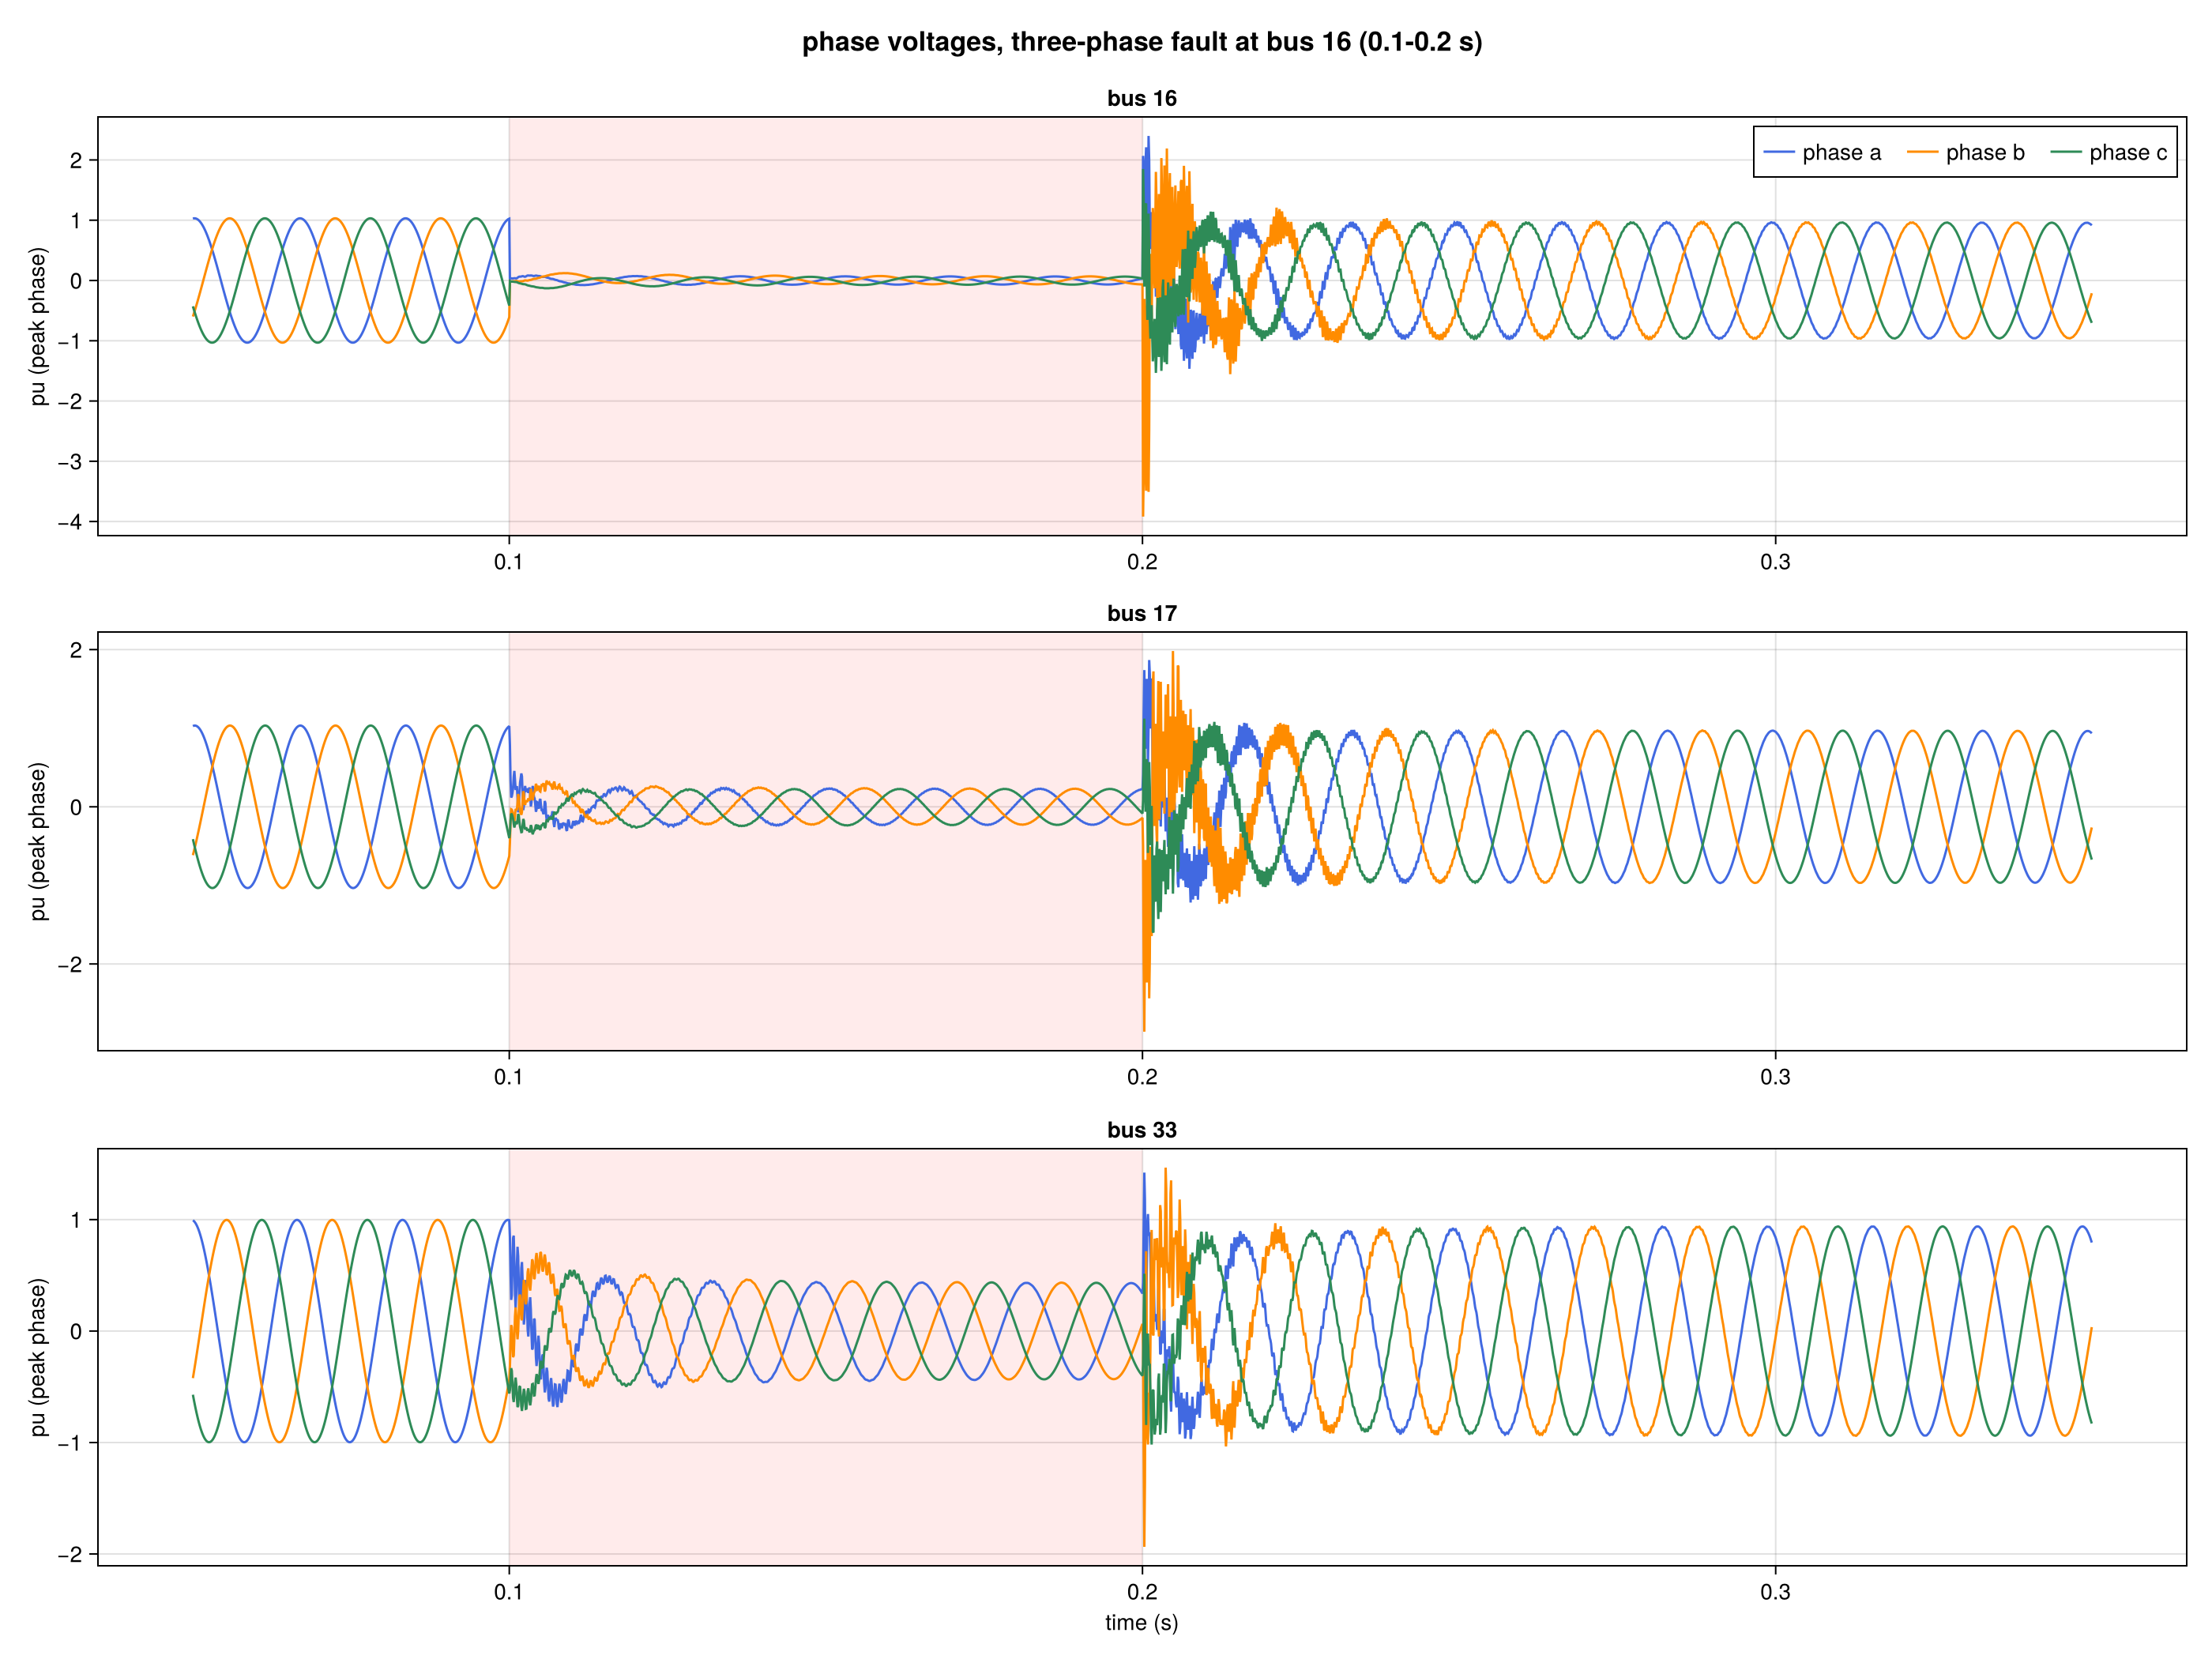 phase voltages, three-phase fault at bus 16 (0.1-0.2 s)
bus 16
phase a phase b phase c
pu (peak phase)
2
1
0
−1
−2
−3
−4
0.1 0.2 0.3
bus 17
pu (peak phase)
2
0
−2
0.1 0.2 0.3
bus 33
pu (peak phase)
1
0
−1
−2
0.1 0.2 0.3
time (s)